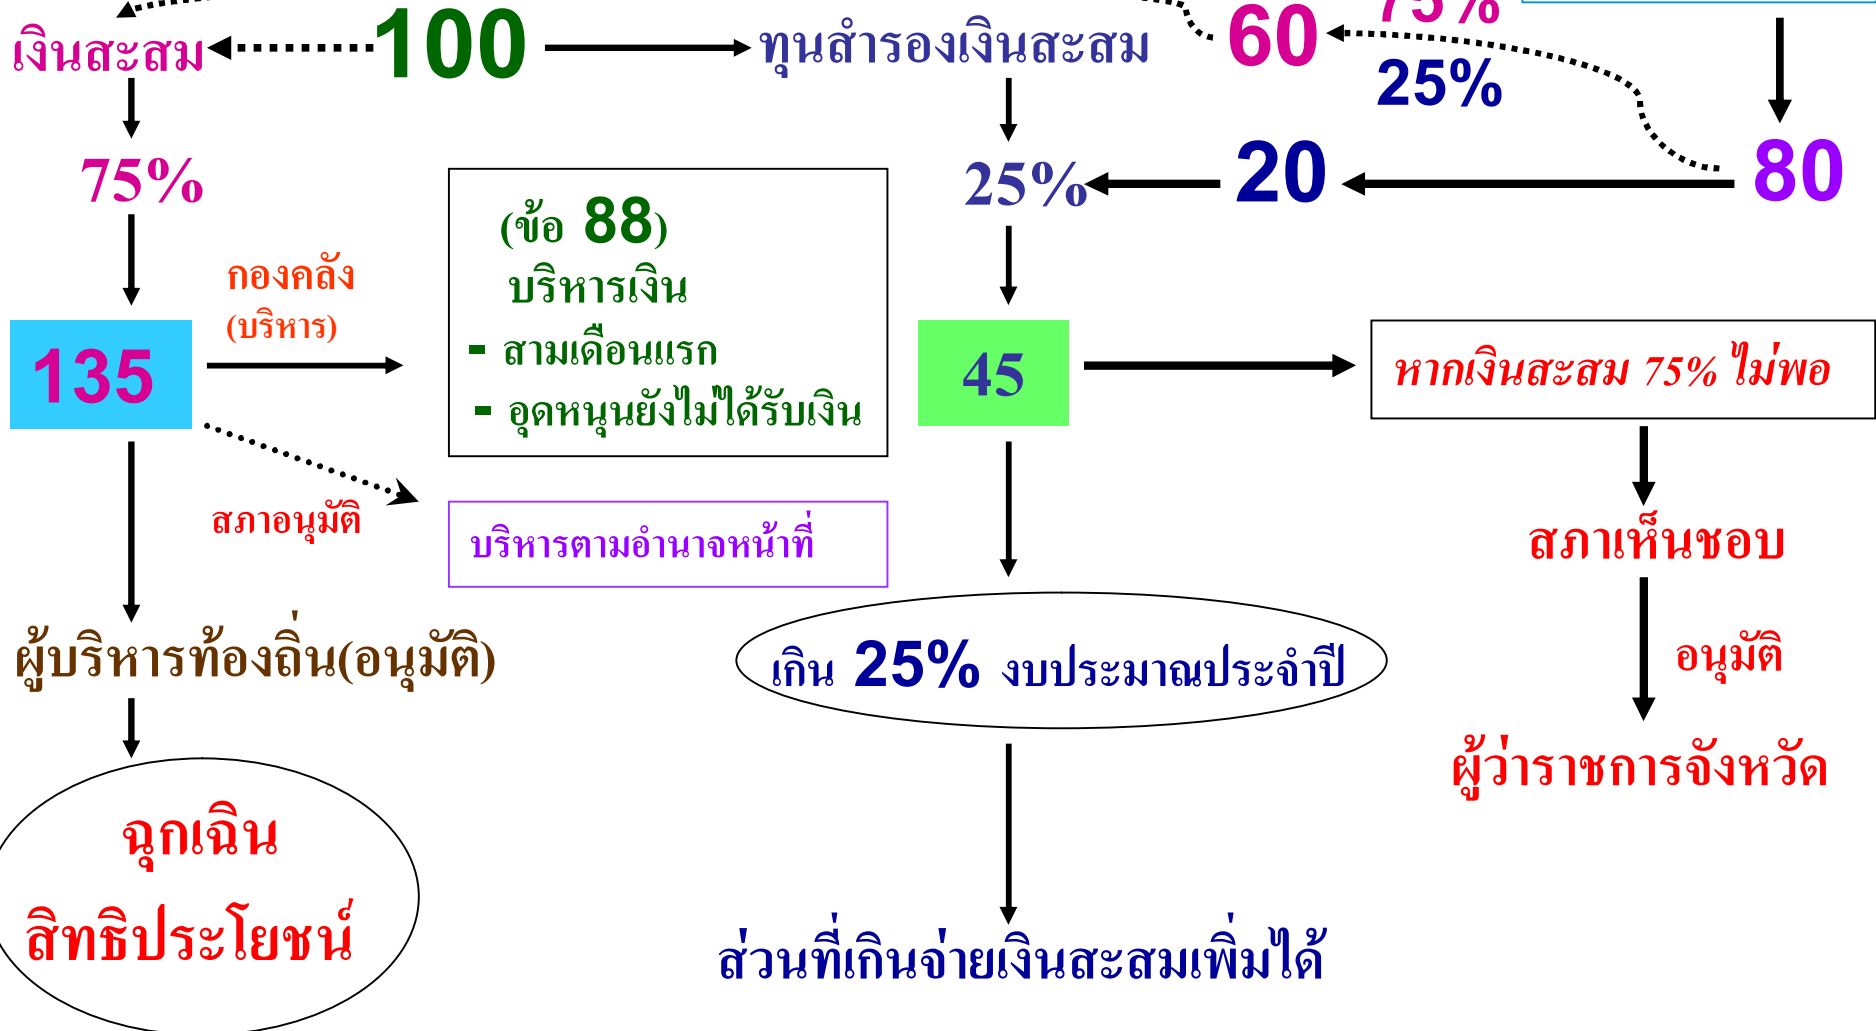 เงินสะสม
100
ทุนสำรองเงินสะสม
60
75%
25%
75%
25%
20
80
กองคลัง
(บริหาร)
(ข้อ 88)
บริหารเงิน
- สามเดือนแรก
- อุดหนุนยังไม่ได้รับเงิน
135
45
หากเงินสะสม 75% ไม่พอ
สภาอนุมัติ
บริหารตามอำนาจหน้าที่
สภาเห็นชอบ
ผู้บริหารท้องถิ่น(อนุมัติ)
เกิน 25% งบประมาณประจำปี
อนุมัติ
ผู้ว่าราชการจังหวัด
ฉุกเฉิน
สิทธิประโยชน์
ส่วนที่เกินจ่ายเงินสะสมเพิ่มได้